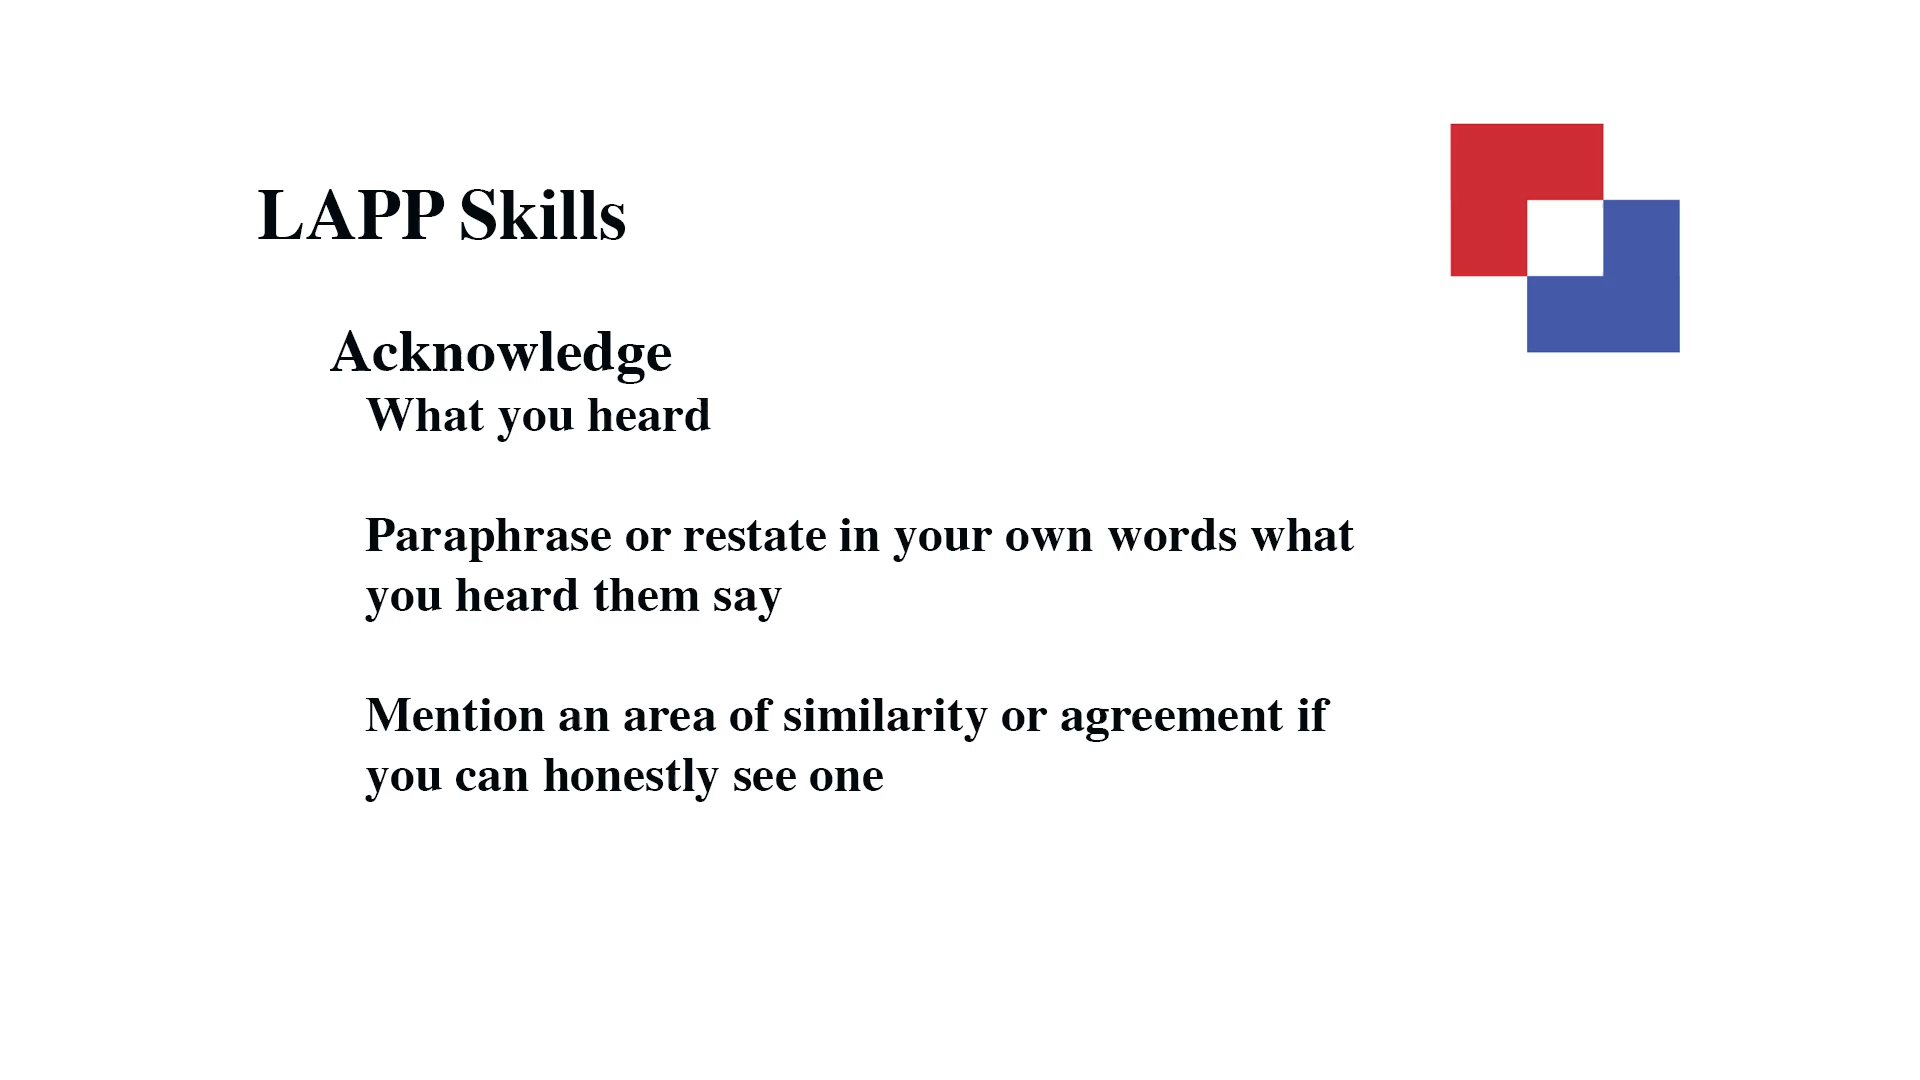 LAPP Skills
Acknowledge
What you heard
Paraphrase or restate in your own words what
you heard them say
Mention an area of similarity or agreement if
you can honestly see one